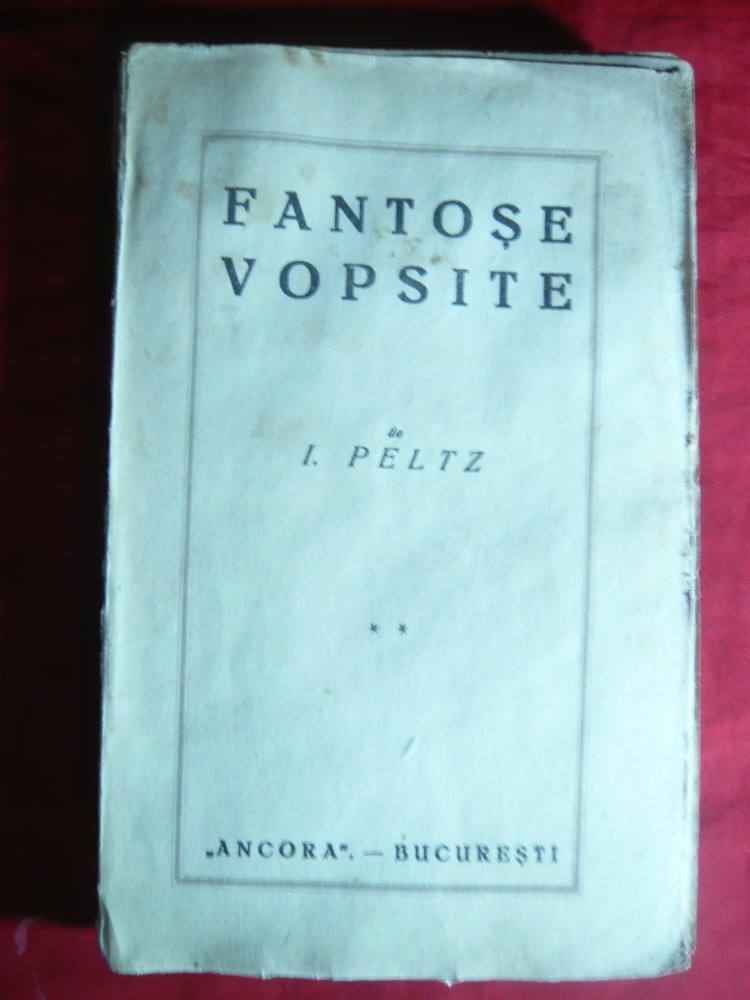 FANTOȘE
VOPSITE
de
I. PELTZ
* *
„ANCORA". — BUCUREȘTI